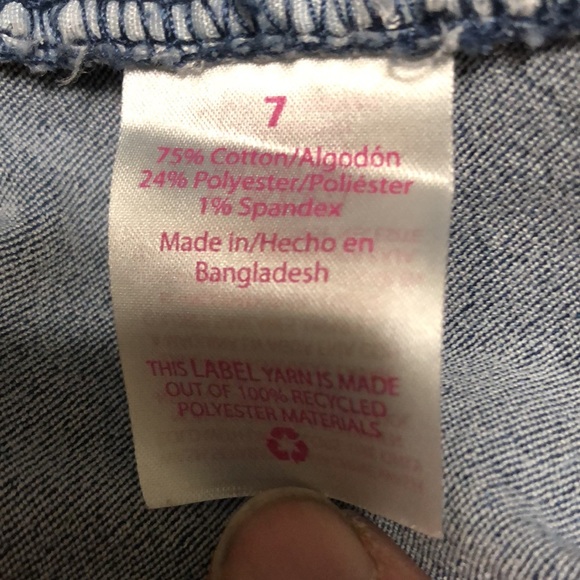 7
75% Cotton/Algodón
24% Polyester/Poliéster
1% Spandex
Made in/Hecho en
Bangladesh
THIS LABEL YARN IS MADE
OUT OF 100% RECYCLED
POLYESTER MATERIALS